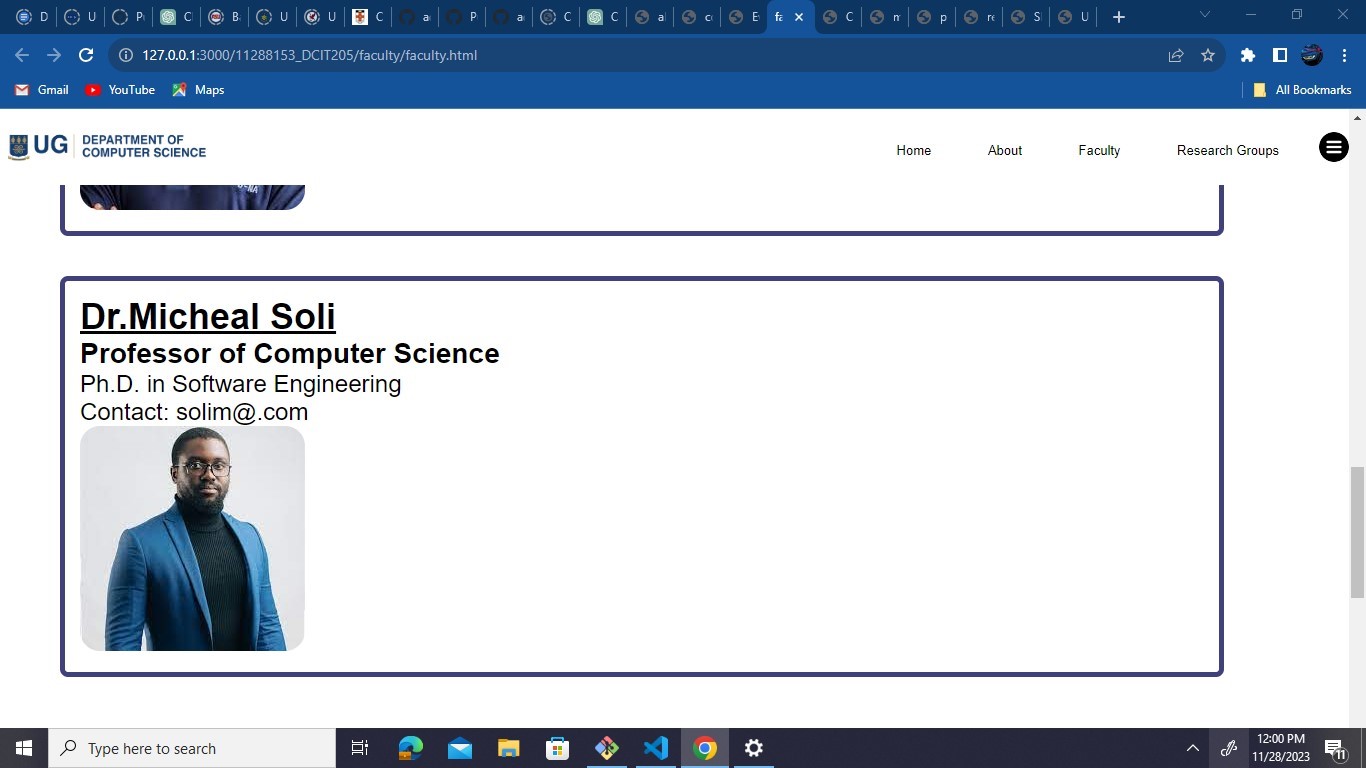 D
P
C
B
U
U
C
a
P
a
C
C
a
c
E
fa
C
m
p
re
S
U
127.0.0.1:3000/11288153_DCIT205/faculty/faculty.html
Gmail YouTube Maps All Bookmarks
UG DEPARTMENT OF
COMPUTER SCIENCE
Home About Faculty Research Groups
Dr.Micheal Soli
Professor of Computer Science
Ph.D. in Software Engineering
Contact: solim@.com
Type here to search
12:00 PM
11/28/2023
11